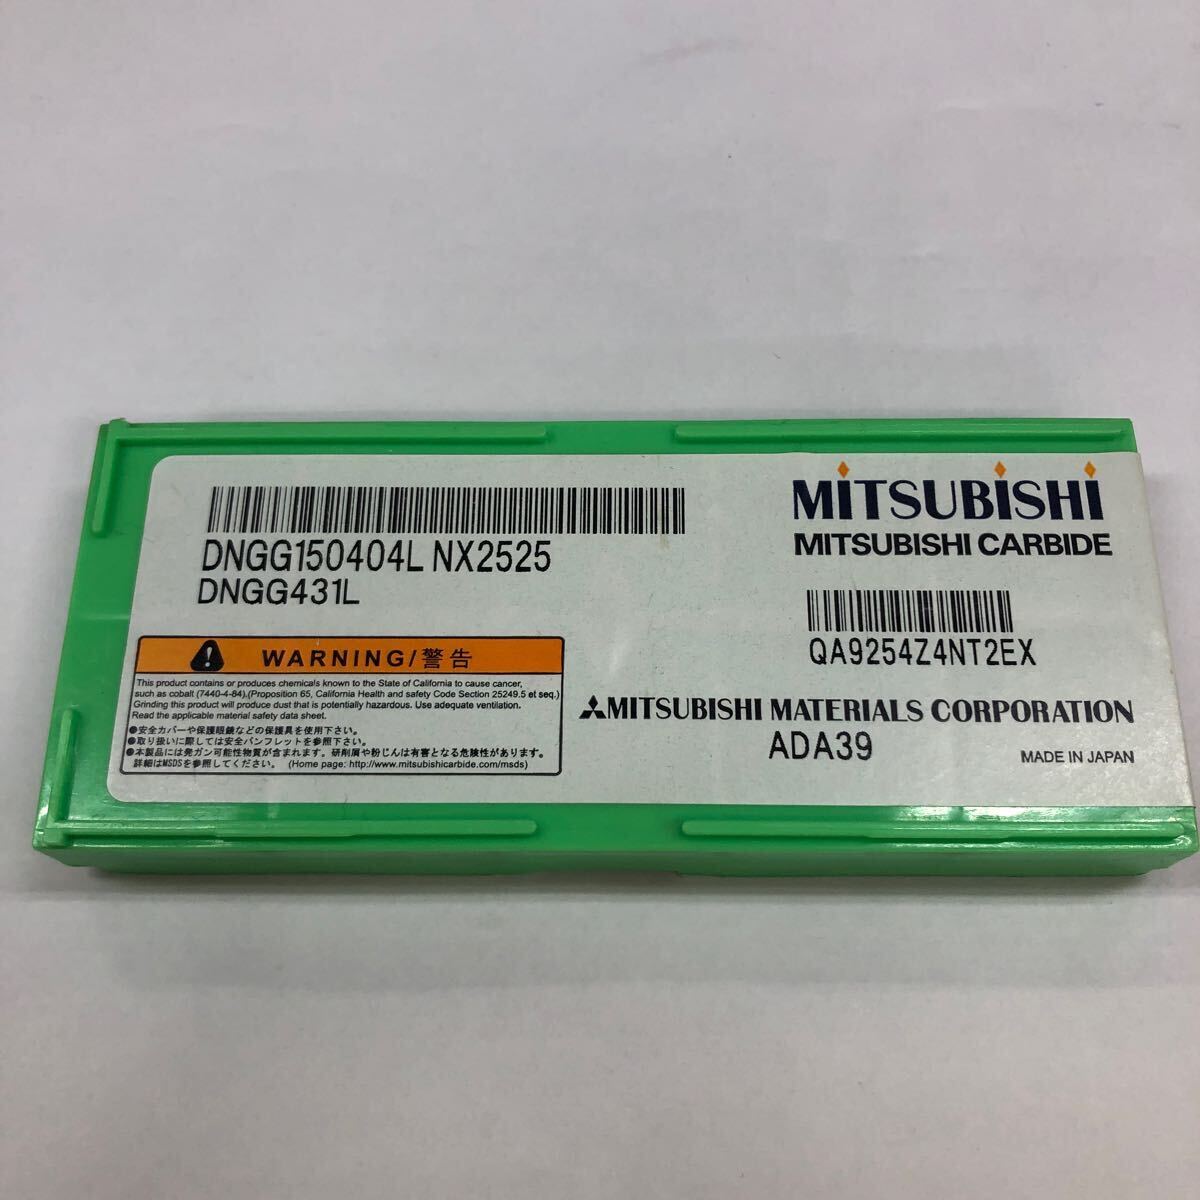 DNGG150404L NX2525
DNGG431L
WARNING/警告
This product contains or produces chemicals known to the State of California to cause cancer,
such as cobalt (7440-4-84),(Proposition 65, California Health and safety Code Section 25249.5 et seq.)
Grinding this product will produce dust that is potentially hazardous. Use adequate ventilation.
Read the applicable material safety data sheet.
●安全カバーや保護眼鏡などの保護具を使用下さい。
●取り扱いに際しては安全パンフレットを参照下さい。
●本製品には発ガン可能性物質が含まれます。研削屑や粉じんは有害となる危険性があります。
詳細はMSDSを参照してください。 (Home page: http://www.mitsubishicarbide.com/msds)
MITSUBISHI
MITSUBISHI CARBIDE
QA9254Z4NT2EX
MITSUBISHI MATERIALS CORPORATION
ADA39
MADE IN JAPAN